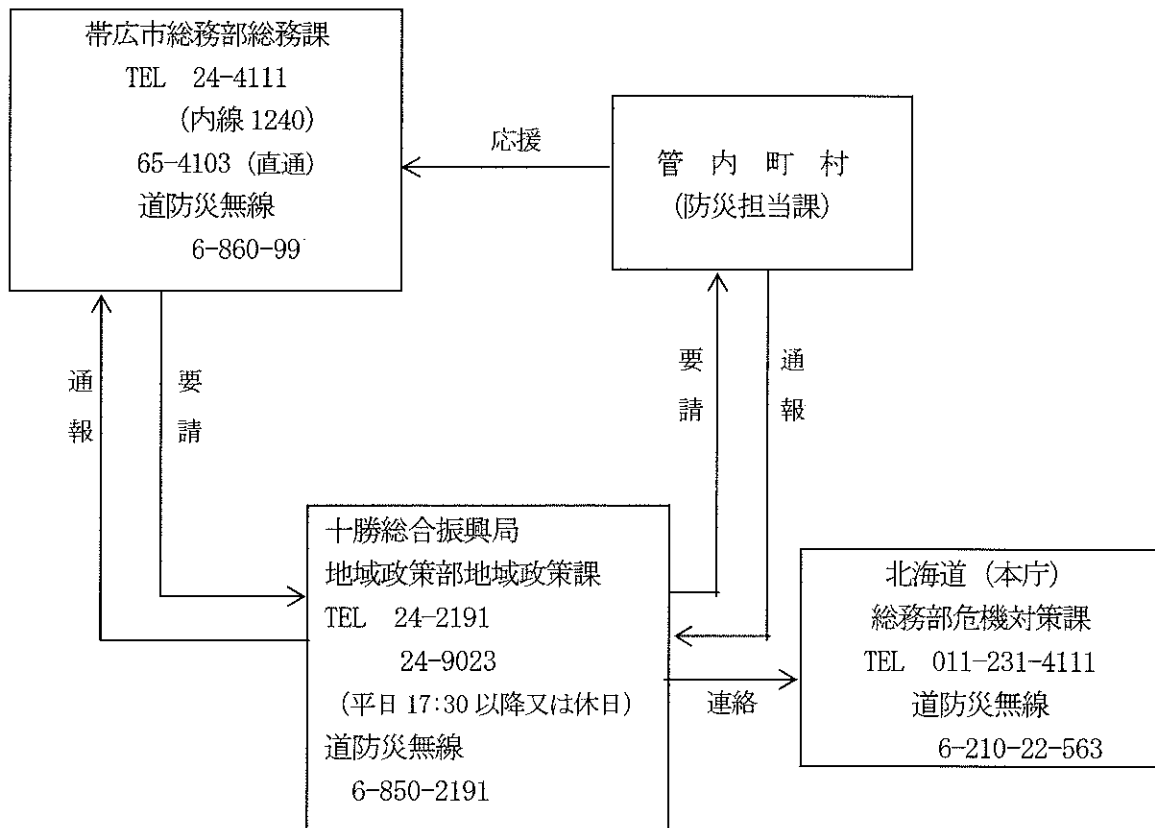 帯広市総務部総務課
TEL 24-4111
(内線 1240)
65-4103 (直通)
道防災無線
6-860-99
応援
管内町村
(防災担当課)
通報
要請
要請
通報
十勝総合振興局
地域政策部地域政策課
TEL 24-2191
24-9023
(平日 17:30 以降又は休日)
道防災無線
6-850-2191
連絡
北海道 (本庁)
総務部危機対策課
TEL 011-231-4111
道防災無線
6-210-22-563